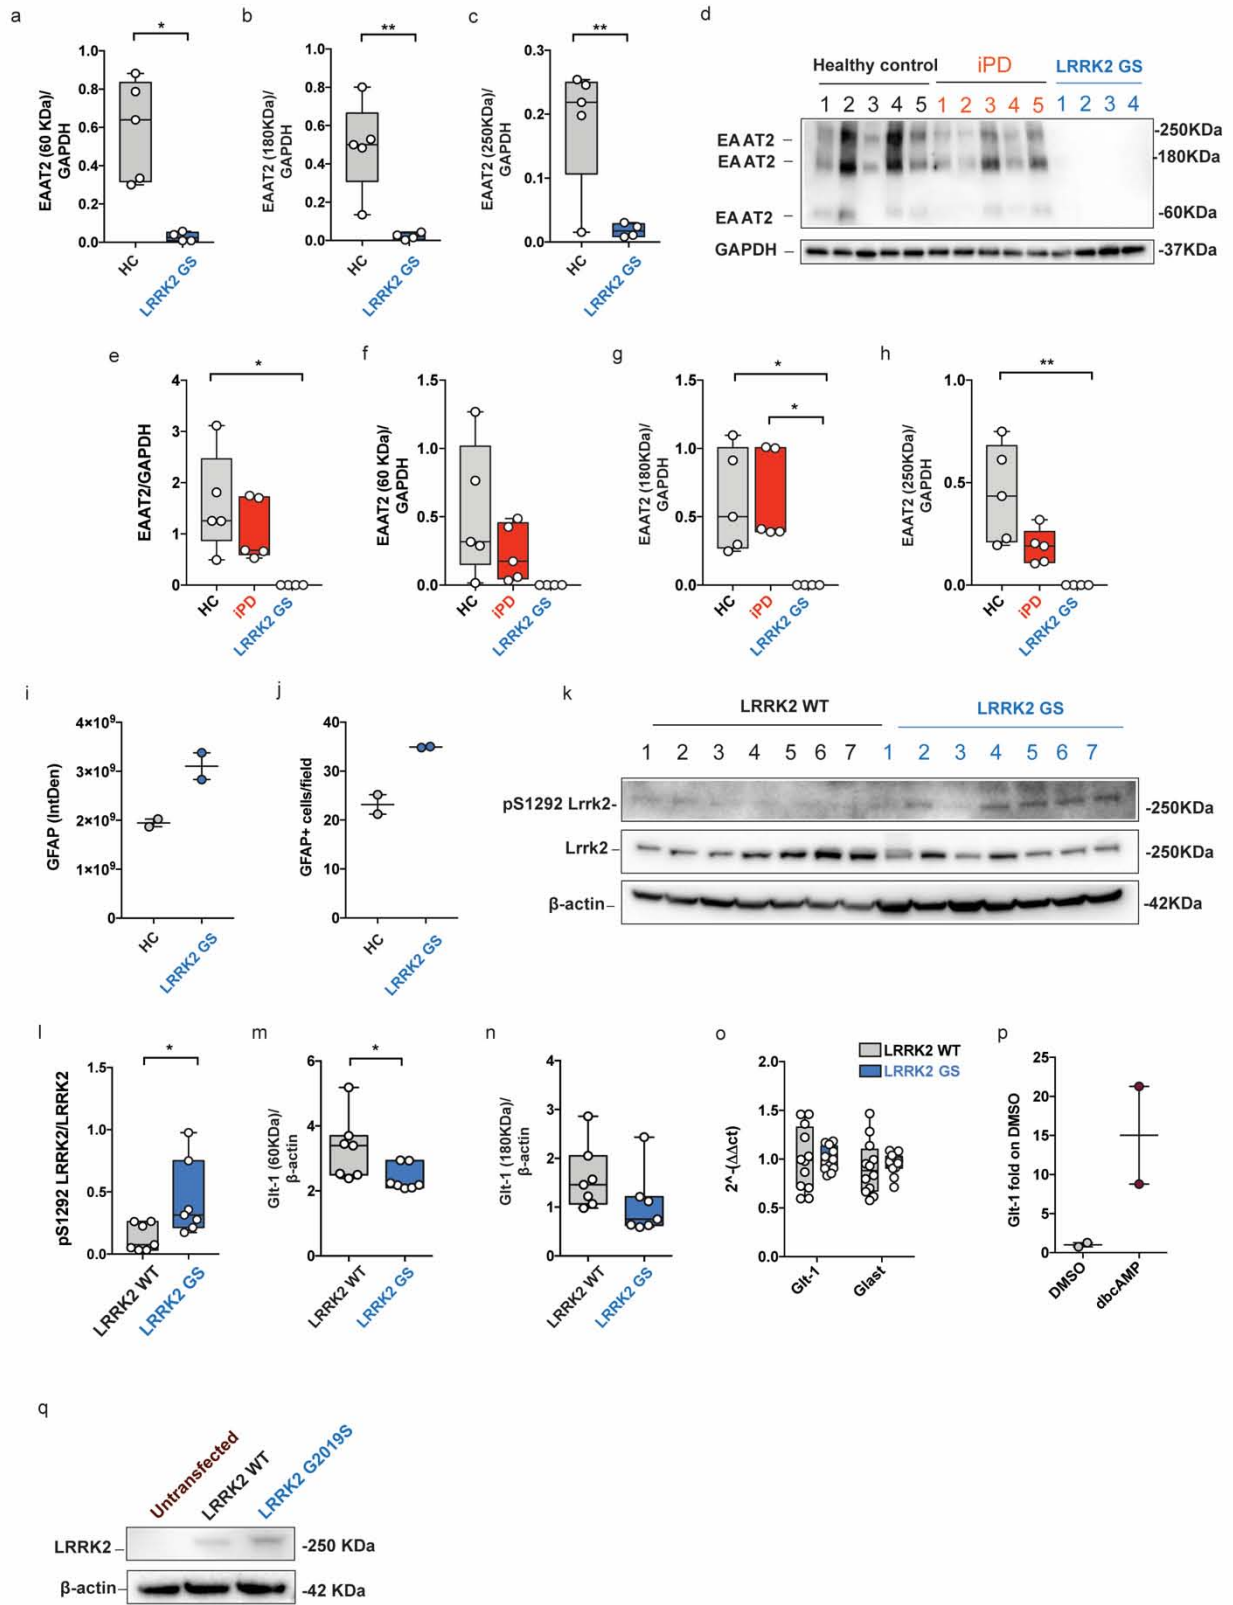 a
*
EAAT2 (60 KDa)/
GAPDH
1.0
0.8
0.6
0.4
0.2
0.0
HC
LRRK2 GS
b
**
EAAT2 (180KDa)/
GAPDH
1.0
0.8
0.6
0.4
0.2
0.0
HC
LRRK2 GS
c
**
EAAT2 (250KDa)/
GAPDH
0.3
0.2
0.1
0.0
HC
LRRK2 GS
d
Healthy control iPD LRRK2 GS
1 2 3 4 5 1 2 3 4 5 1 2 3 4
EAAT2 – -250KDa
EAAT2 – -180KDa
EAAT2 – -60KDa
GAPDH – -37KDa
e
*
EAAT2/GAPDH
4
3
2
1
0
HC
iPD
LRRK2 GS
f
EAAT2 (60 KDa)/
GAPDH
1.5
1.0
0.5
0.0
HC
iPD
LRRK2 GS
g
*
*
EAAT2 (180KDa)/
GAPDH
1.5
1.0
0.5
0.0
HC
iPD
LRRK2 GS
h
**
EAAT2 (250KDa)/
GAPDH
1.0
0.5
0.0
HC
iPD
LRRK2 GS
i
GFAP (IntDen)
4×10⁹
3×10⁹
2×10⁹
1×10⁹
0
HC
LRRK2 GS
j
GFAP+ cells/field
40
30
20
10
0
HC
LRRK2 GS
k
LRRK2 WT LRRK2 GS
1 2 3 4 5 6 7 1 2 3 4 5 6 7
pS1292 Lrrk2- -250KDa
Lrrk2 – -250KDa
β-actin– -42KDa
l
*
pS1292 LRRK2/LRRK2
1.5
1.0
0.5
0.0
LRRK2 WT
LRRK2 GS
m
*
Glt-1 (60KDa)/
β-actin
6
4
2
0
LRRK2 WT
LRRK2 GS
n
Glt-1 (180KDa)/
β-actin
4
3
2
1
0
LRRK2 WT
LRRK2 GS
o
LRRK2 WT
LRRK2 GS
2^-(ΔΔct)
2.0
1.5
1.0
0.5
0.0
Glt-1
Glast
p
Glt-1 fold on DMSO
25
20
15
10
5
0
DMSO
dbcAMP
q
Untransfected
LRRK2 WT
LRRK2 G2019S
LRRK2 – -250 KDa
β-actin– -42 KDa